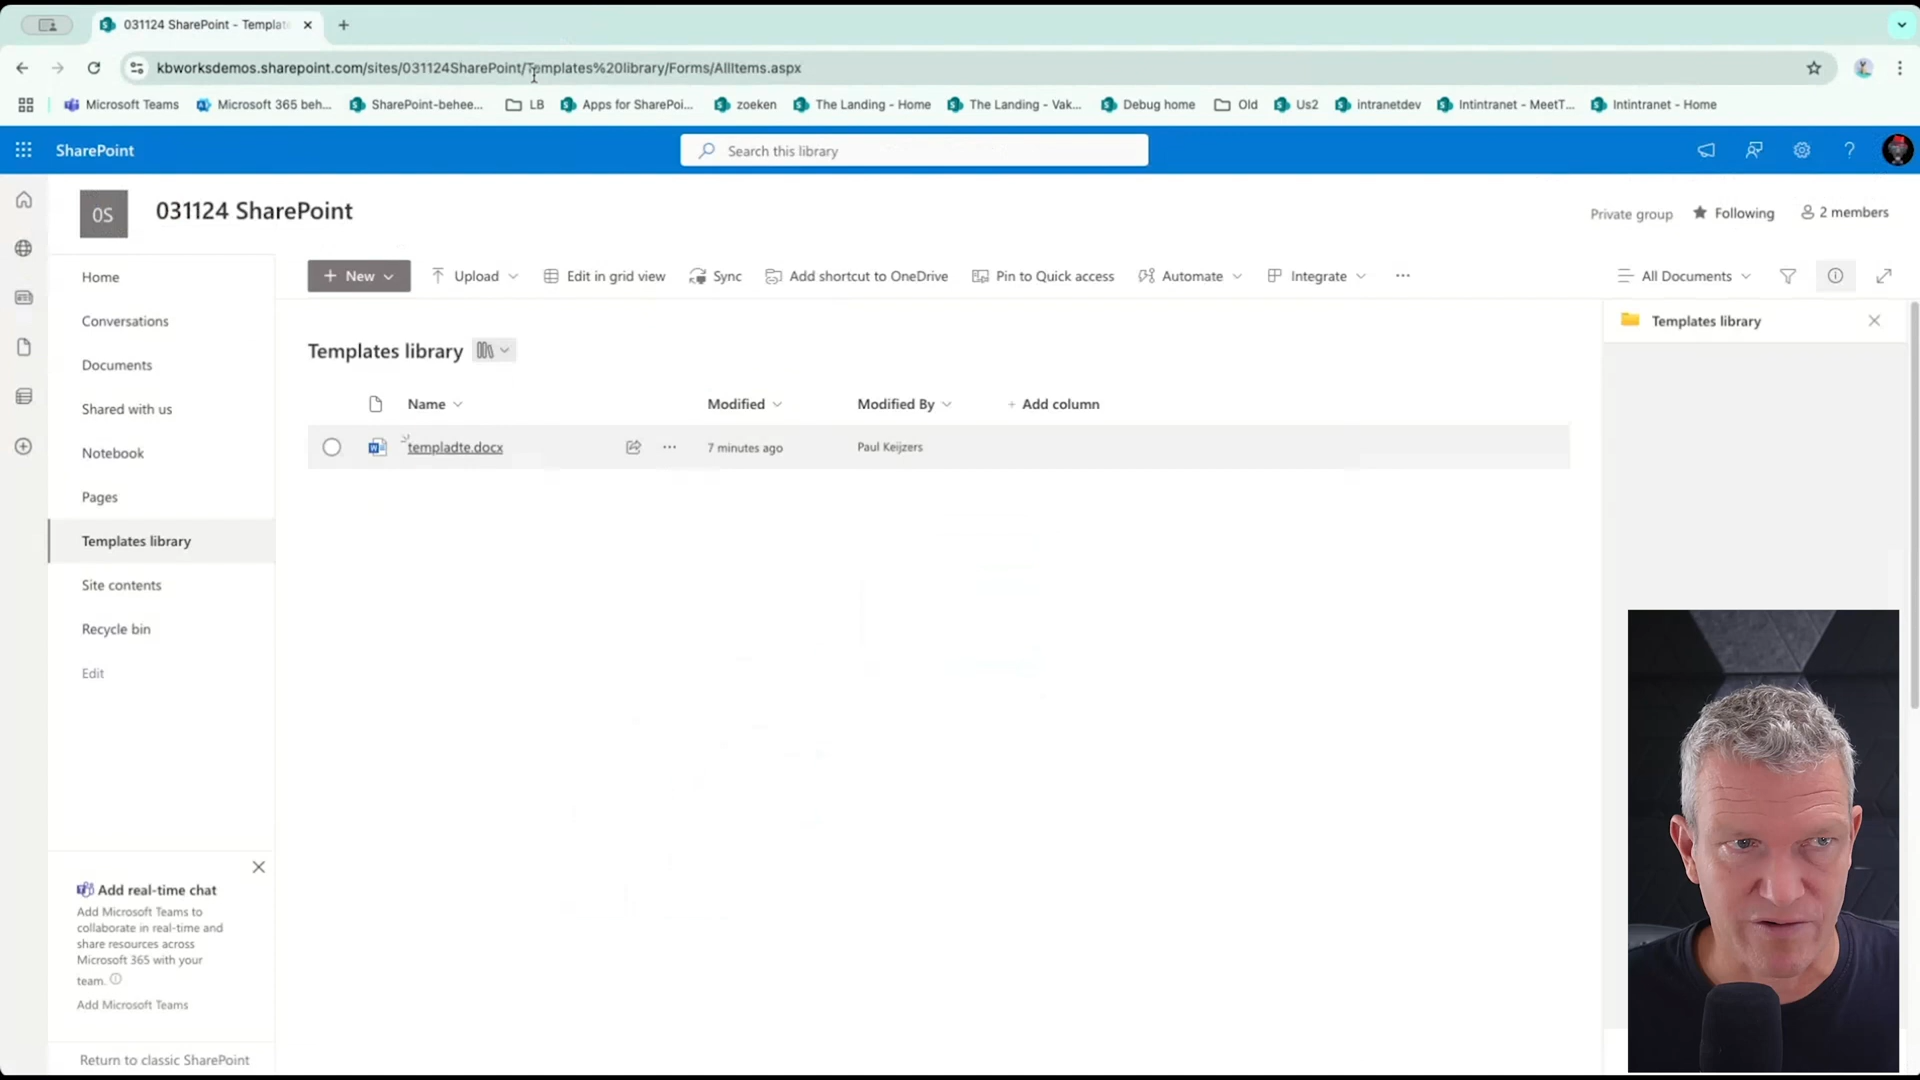 031124 SharePoint - Templat
kbworksdemos.sharepoint.com/sites/031124SharePoint/Templates%20library/Forms/AllItems.aspx
Microsoft Teams
Microsoft 365 beh...
SharePoint-behee...
LB
Apps for SharePoi...
zoeken
The Landing - Home
The Landing - Vak...
Debug home
Old
Us2
intranetdev
Intintranet - MeetT...
Intintranet - Home
SharePoint
Search this library
?
0S
031124 SharePoint
Private group
Following
2 members
Home
Conversations
Documents
Shared with us
Notebook
Pages
Templates library
Site contents
Recycle bin
Edit
+ New
Upload
Edit in grid view
Sync
Add shortcut to OneDrive
Pin to Quick access
Automate
Integrate
...
All Documents
Templates library
Name
Modified
Modified By
+ Add column
templadte.docx
...
7 minutes ago
Paul Keijzers
Templates library
Add real-time chat
Add Microsoft Teams to
collaborate in real-time and
share resources across
Microsoft 365 with your
team.
Add Microsoft Teams
Return to classic SharePoint